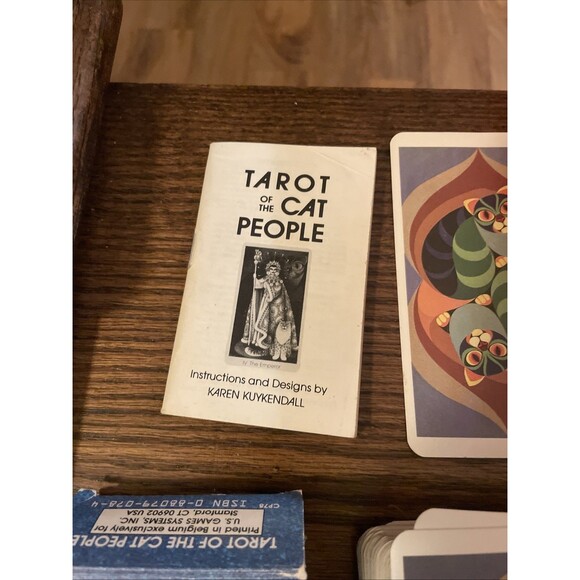 TAROT
OF THE CAT
PEOPLE
IV The Emperor
Instructions and Designs by
KAREN KUYKENDALL
TAROT OF THE CAT PEOPLE
Printed in Belgium exclusively for
U.S. GAMES SYSTEMS, INC.
Stamford, CT 06902 USA
CP78
ISBN 0-88079-078-4